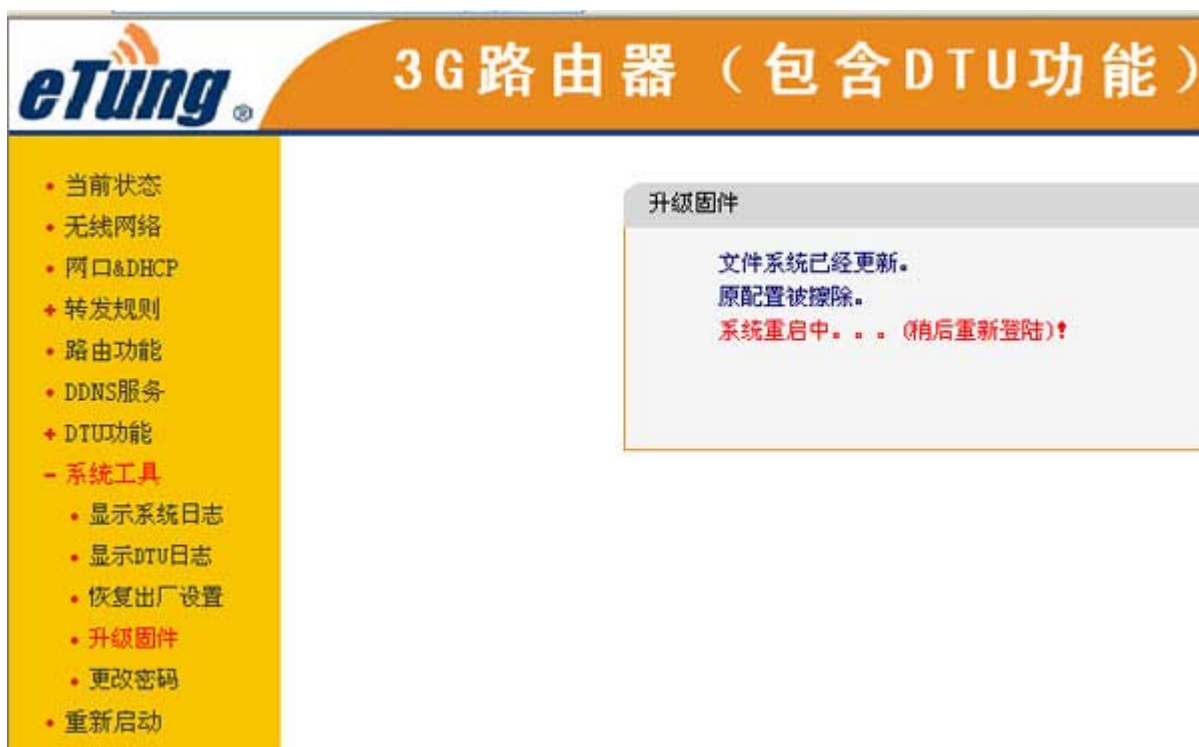 eTung®
3G路由器（包含DTU功能）
当前状态
无线网络
网口&DHCP
转发规则
路由功能
DDNS服务
DTU功能
系统工具
显示系统日志
显示DTU日志
恢复出厂设置
升级固件
更改密码
重新启动
升级固件
文件系统已经更新。
原配置被擦除。
系统重启中。。。(稍后重新登陆)!